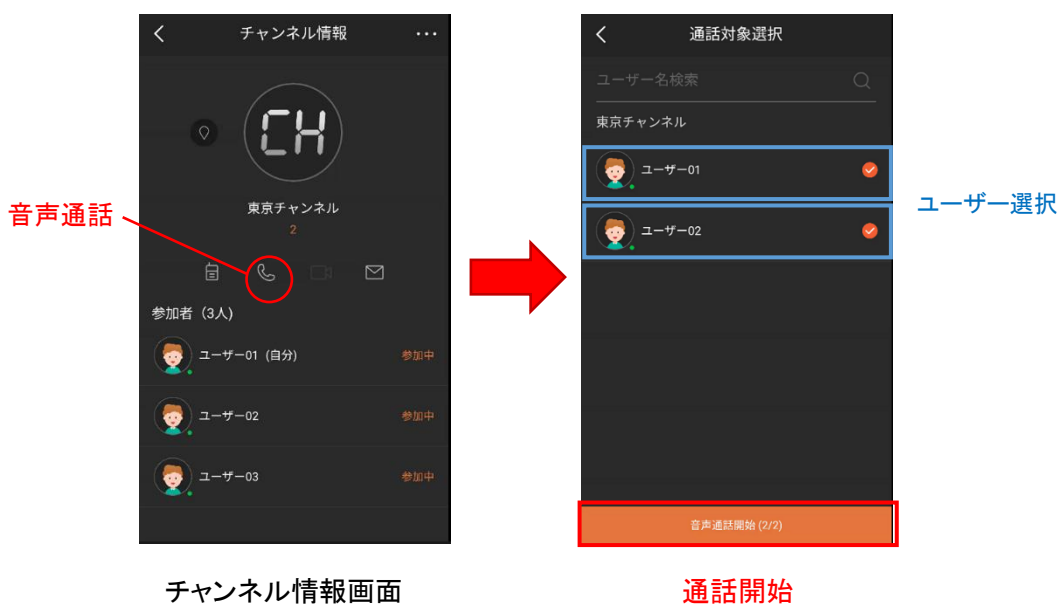 チャンネル情報
CH
東京チャンネル
2
音声通話
参加者（3人）
ユーザー01（自分） 参加中
ユーザー02 参加中
ユーザー03 参加中
チャンネル情報画面
通話対象選択
ユーザー名検索
東京チャンネル
ユーザー01
ユーザー02
ユーザー選択
音声通話開始 (2/2)
通話開始